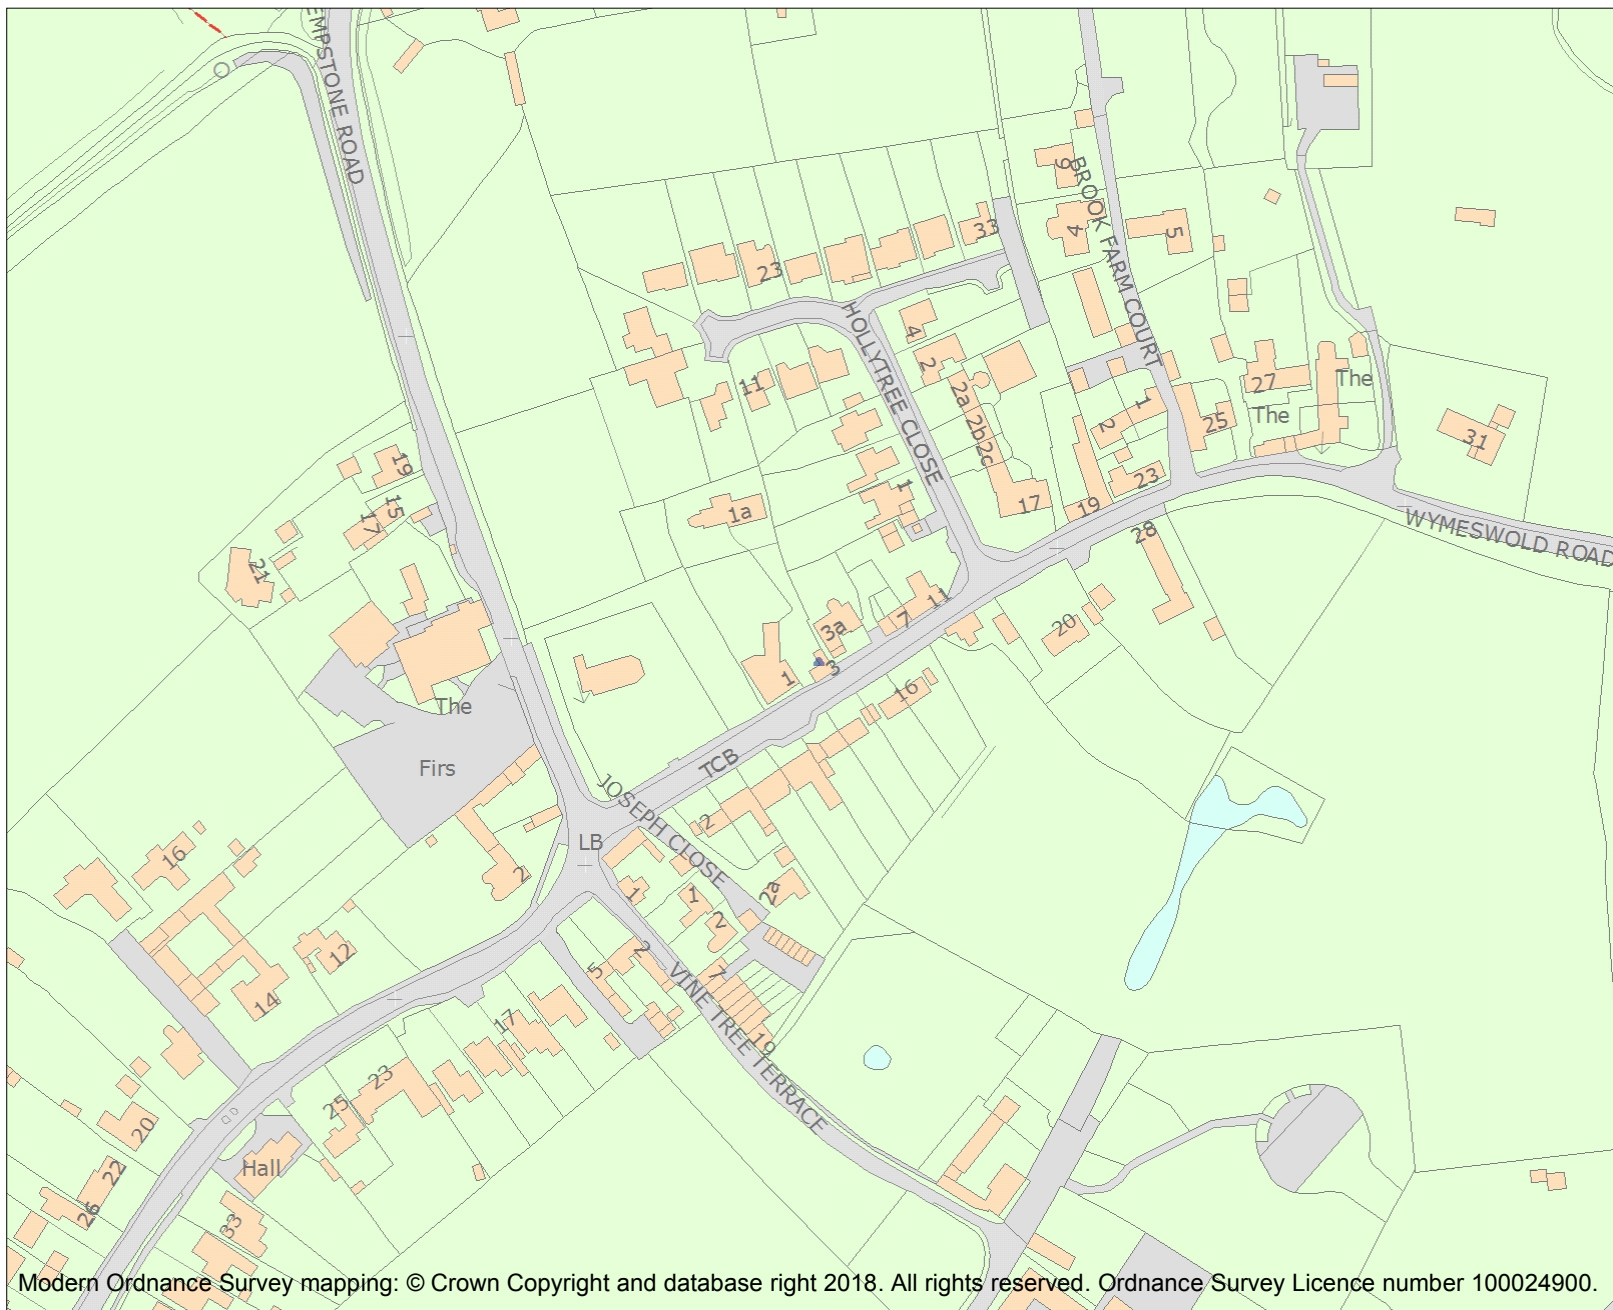 EMPSTONE ROAD
BROOK FARM COURT
9
4
5
33
23
HOLLYTREE CLOSE
4
2
2a 2b2c
11
1
1a
1
2
25
27
The
The
31
17
19
23
28
WYMESWOLD ROAD
19
15
17
21
The
Firs
3a
7
11
1
3
20
16
TCB
JOSEPH CLOSE
2
LB
2
1
1
2
2a
16
12
14
5
2
7
19
VINE TREE TERRACE
17
23
25
20
22
26
Hall
33
Modern Ordnance Survey mapping: © Crown Copyright and database right 2018. All rights reserved. Ordnance Survey Licence number 100024900.